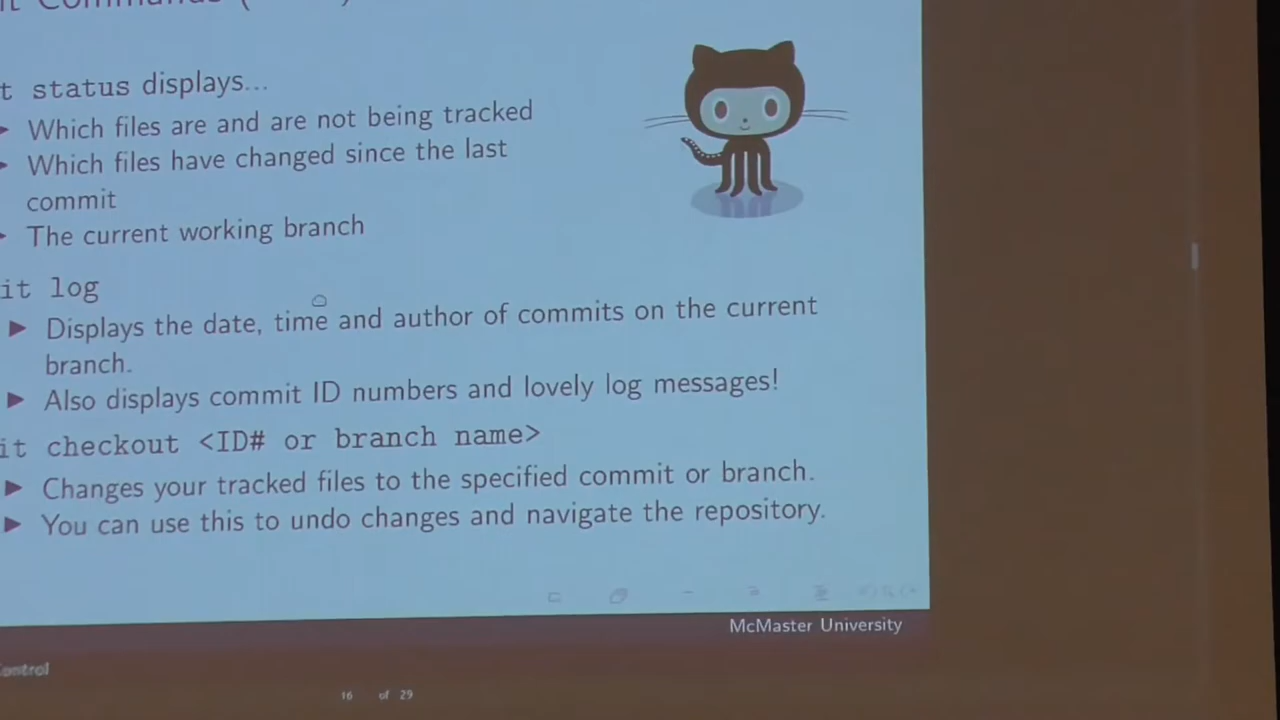 it Commands (
t status displays...
Which files are and are not being tracked
Which files have changed since the last
commit
The current working branch
it log
Displays the date, time and author of commits on the current
branch.
Also displays commit ID numbers and lovely log messages!
it checkout <ID# or branch name>
Changes your tracked files to the specified commit or branch.
You can use this to undo changes and navigate the repository.
McMaster University
Control
16 of 29